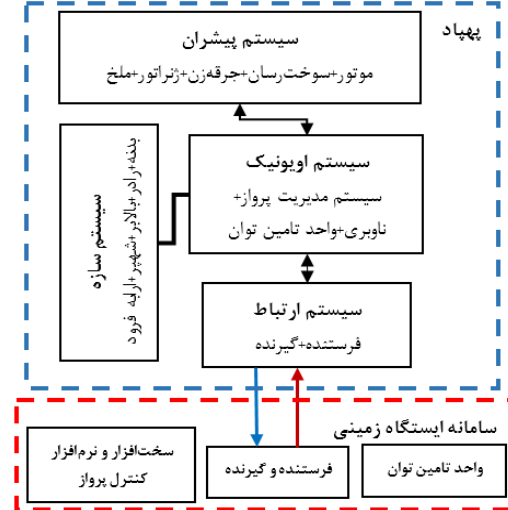 پهپاد
سیستم پیشران
موتور+سوخت‌رسان+جرقه‌زن+ژنراتور+ملخ
سیستم اویونیک
سیستم مدیریت پرواز+
ناوبری+واحد تامین توان
سیستم سازه
بدنه+رادر+بالابر+شهپر+ارابه فرود
سیستم ارتباط
فرستنده+گیرنده
سامانه ایستگاه زمینی
واحد تامین توان
فرستنده و گیرنده
سخت‌افزار و نرم‌افزار
کنترل پرواز